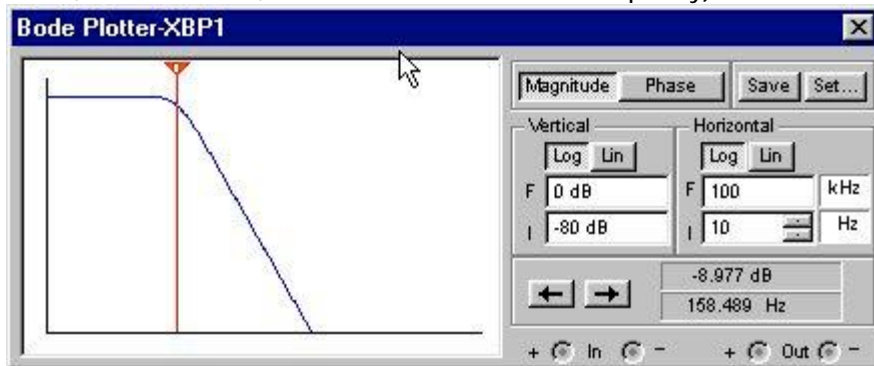 Bode Plotter-XBP1
Magnitude Phase Save Set...
Vertical Horizontal
Log Lin Log Lin
F 0 dB F 100 kHz
I -80 dB I 10 Hz
-8.977 dB
158.489 Hz
+ In - + Out -